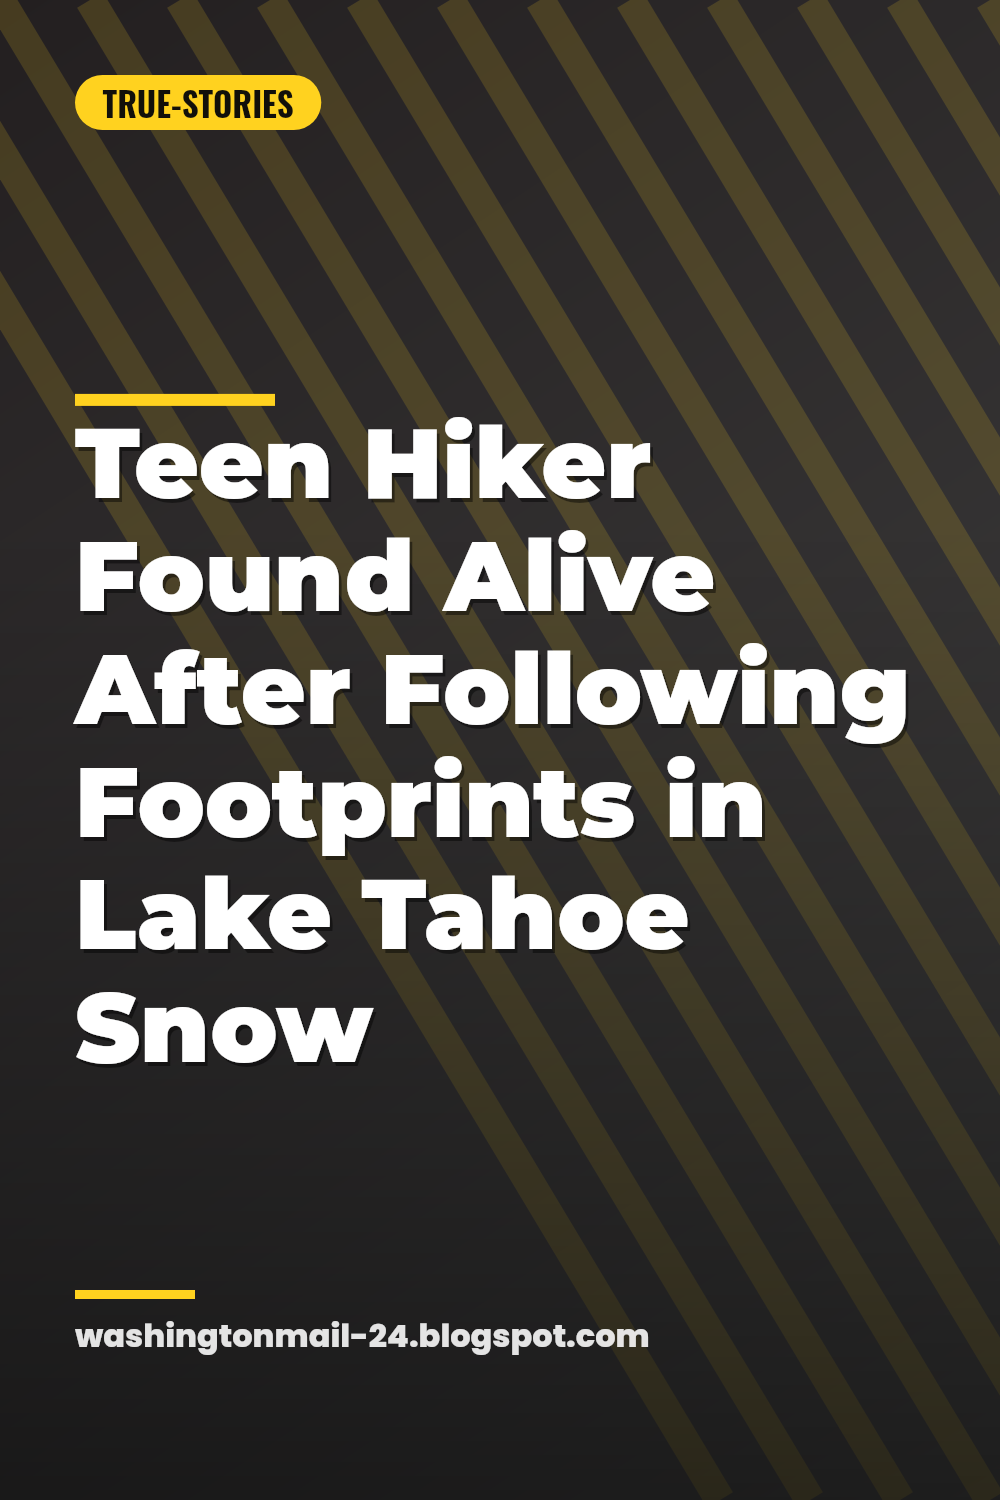 TRUE-STORIES
Teen Hiker
Found Alive
After Following
Footprints in
Lake Tahoe
Snow
washingtonmail-24.blogspot.com